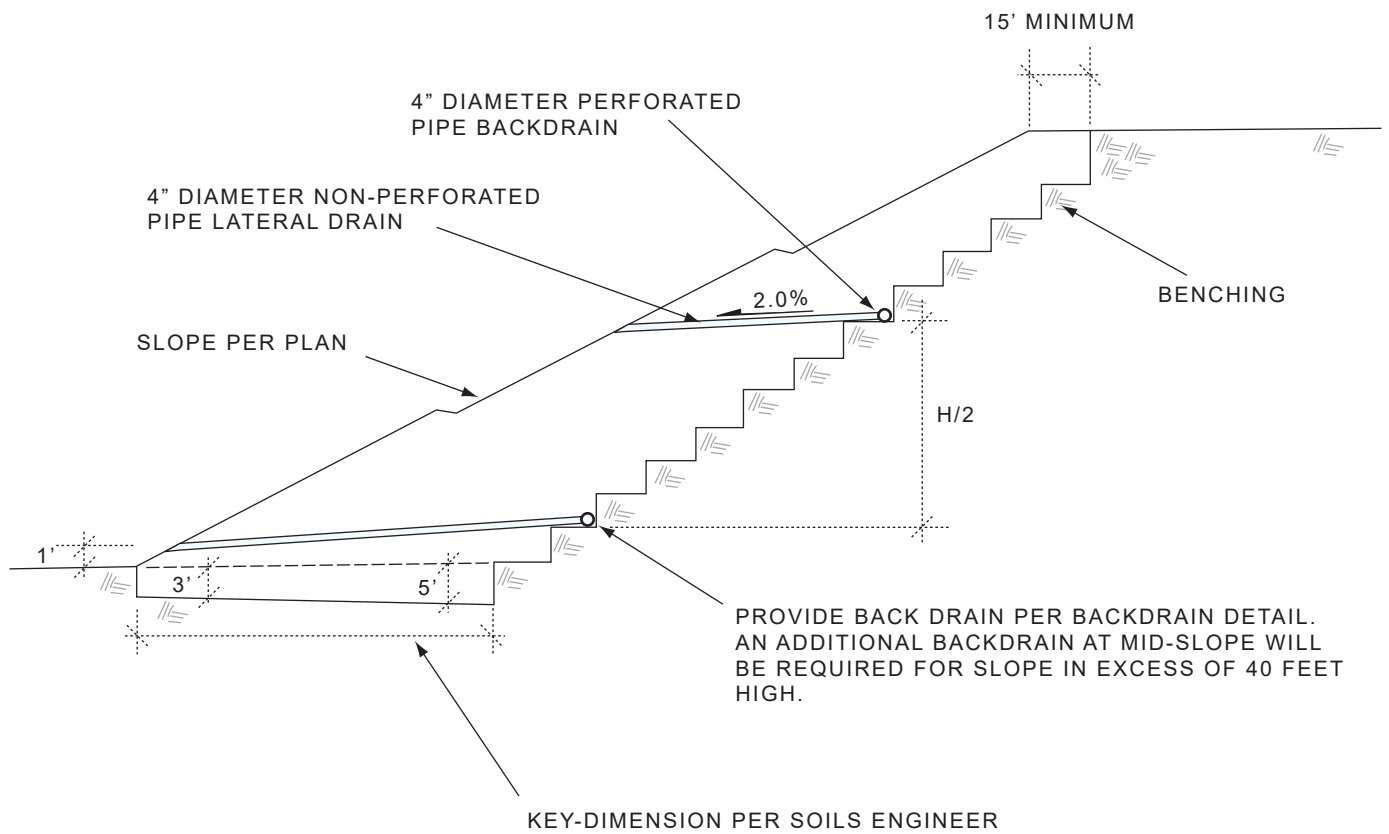 15’ MINIMUM
4” DIAMETER PERFORATED
PIPE BACKDRAIN
4” DIAMETER NON-PERFORATED
PIPE LATERAL DRAIN
2.0%
BENCHING
SLOPE PER PLAN
H/2
1’
3’
5’
PROVIDE BACK DRAIN PER BACKDRAIN DETAIL.
AN ADDITIONAL BACKDRAIN AT MID-SLOPE WILL
BE REQUIRED FOR SLOPE IN EXCESS OF 40 FEET
HIGH.
KEY-DIMENSION PER SOILS ENGINEER